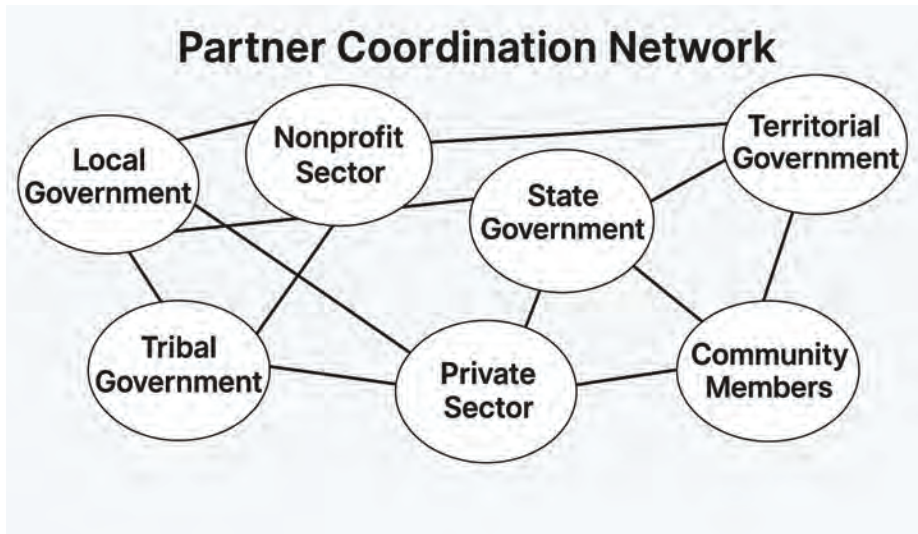 Partner Coordination Network
Local
Government
Nonprofit
Sector
Territorial
Government
State
Government
Tribal
Government
Private
Sector
Community
Members